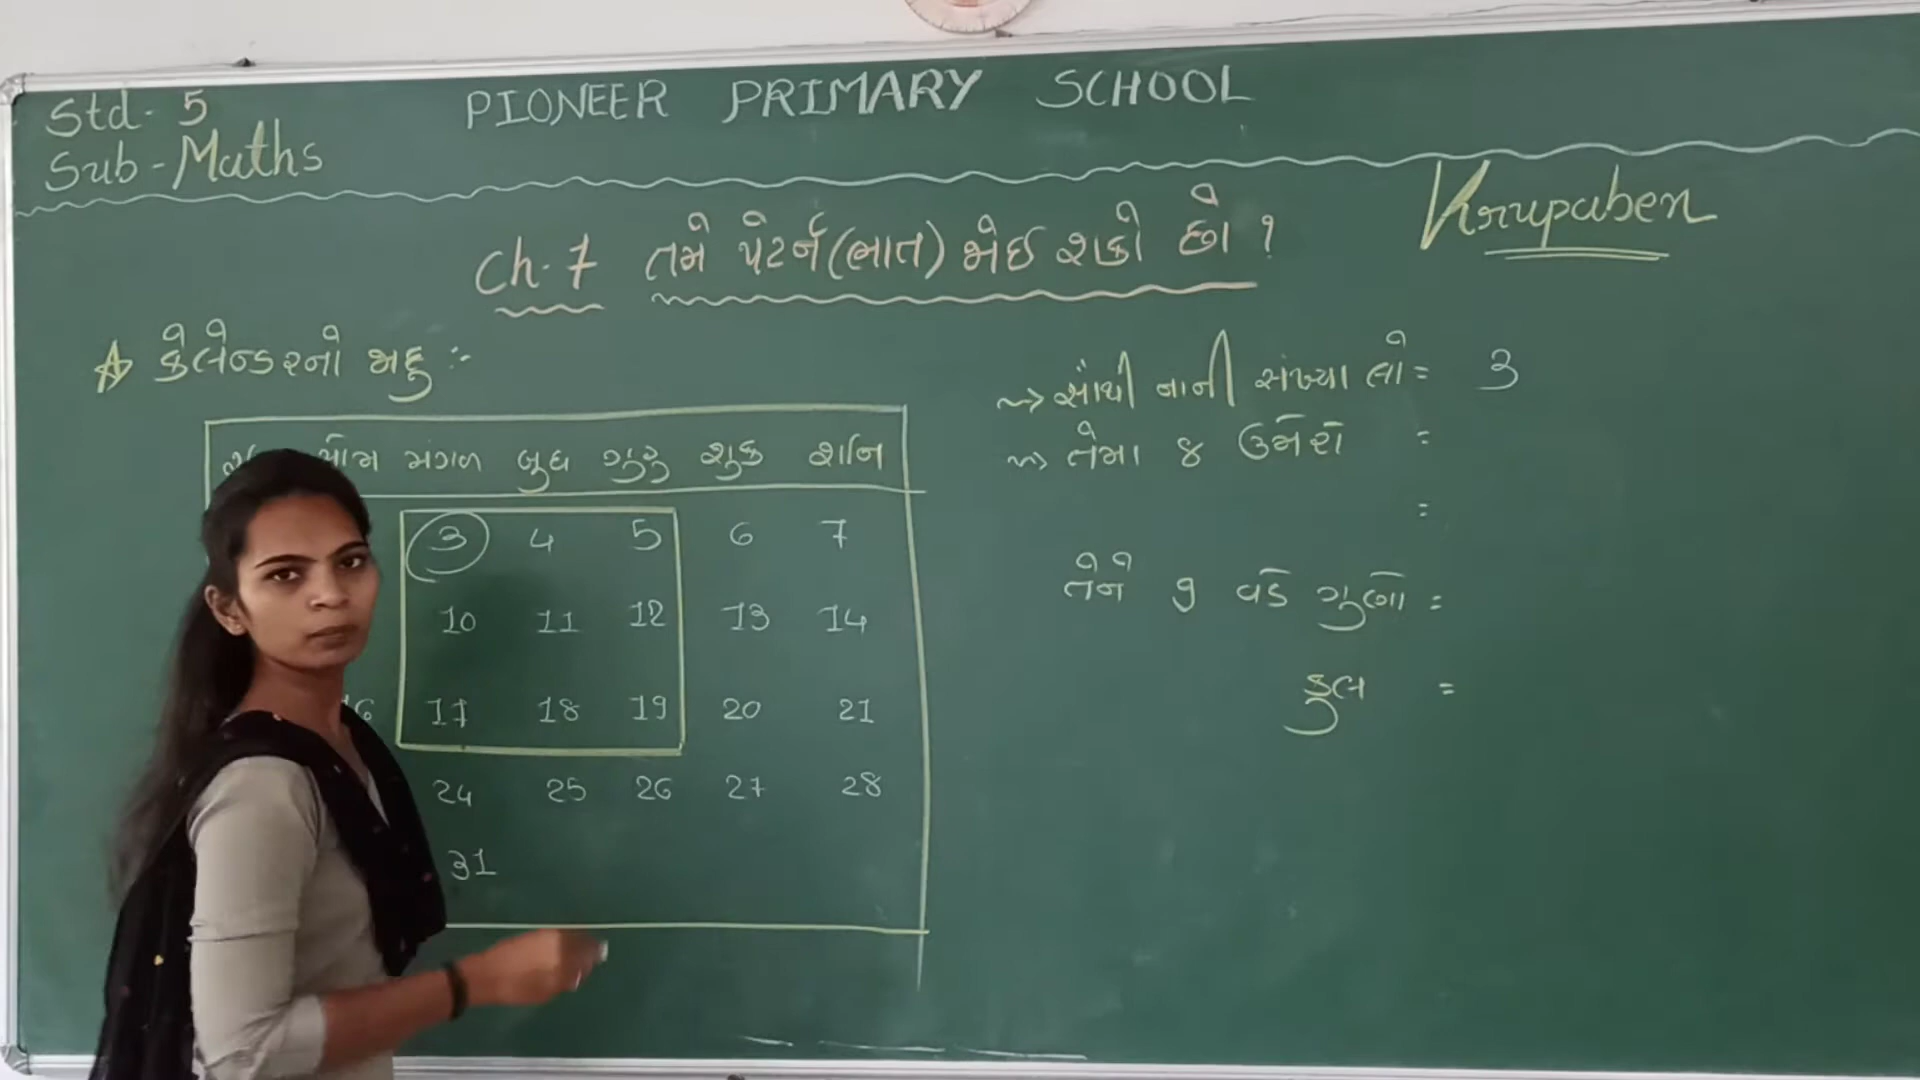 Std- 5
PIONEER PRIMARY SCHOOL
Sub- Maths
Krupaben
Ch-7 તમે પેટર્ન (ભાત) જોઈ શકો છો ?
કેલેન્ડરનો જાદુ :-
સોમ મંગળ બુધ ગુરુ શુક્ર શનિ
3 4 5 6 7
10 11 12 13 14
16 17 18 19 20 21
24 25 26 27 28
31
~> સૌથી નાની સંખ્યા લો = 3
~> તેમા ૪ ઉમેરો =
=
તેને 9 વડે ગુણો =
કુલ =